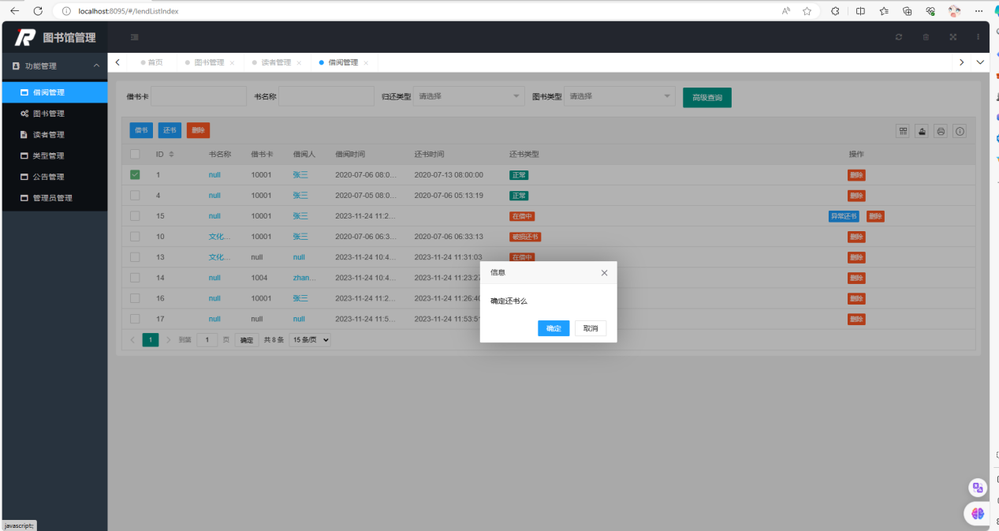 localhost:8095/#/lendListIndex
图书馆管理
功能管理
借阅管理
图书管理
读者管理
类型管理
公告管理
管理员管理
首页 图书管理 读者管理 借阅管理
借书卡 书名称 归还类型 请选择 图书类型 请选择 高级查询
借书 还书 删除
ID 书名称 借书卡 借阅人 借阅时间 还书时间 还书类型 操作
1 null 10001 张三 2020-07-06 08:0... 2020-07-13 08:00:00 正常 删除
4 null 10001 张三 2020-07-05 08:0... 2020-07-06 05:13:19 正常 删除
15 null 10001 张三 2023-11-24 11:2... 在借中 异常还书 删除
10 文化... 10001 张三 2020-07-06 06:3... 2020-07-06 06:33:13 破损还书 删除
13 文化... null null 2023-11-24 10:4... 2023-11-24 11:31:03 在借中 删除
14 null 1004 zhan... 2023-11-24 10:4... 2023-11-24 11:23:27 删除
16 null 10001 张三 2023-11-24 11:2... 2023-11-24 11:26:40 删除
17 null null null 2023-11-24 11:5... 2023-11-24 11:53:51 删除
1 到第 1 页 确定 共 8 条 15 条/页
信息
确定还书么
确定 取消
javascript:;